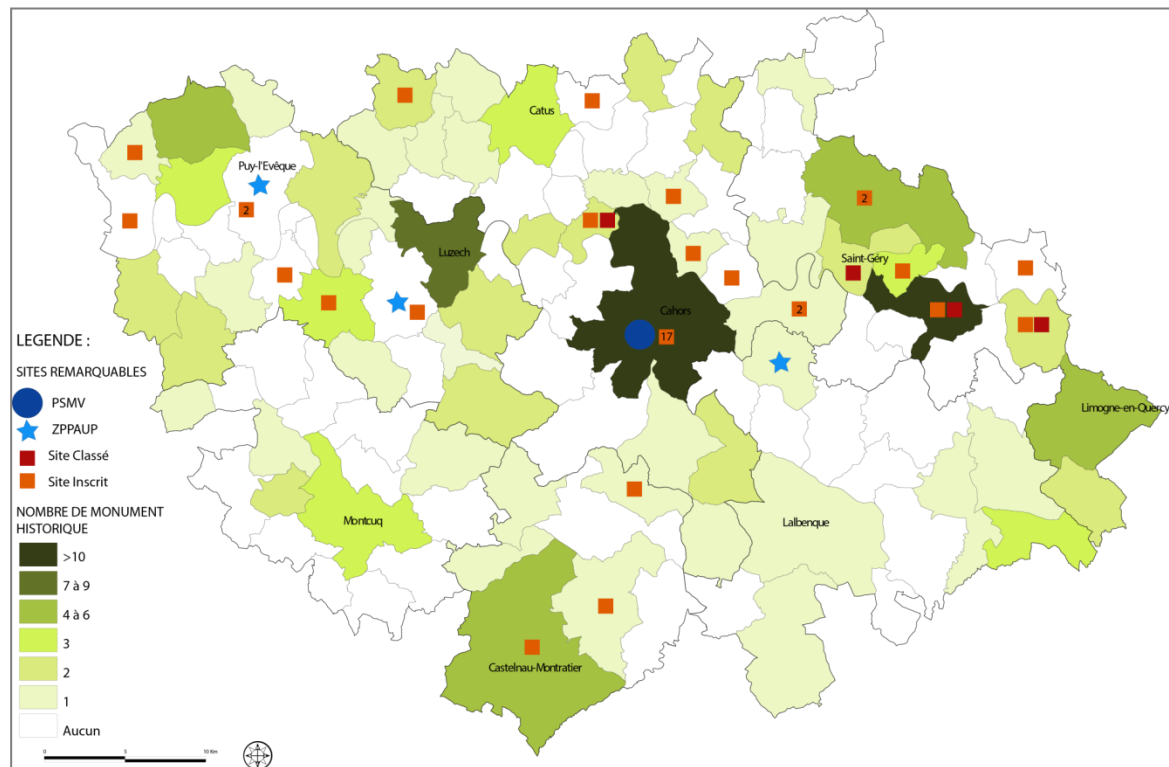 Catus
Puy-l'Evêque
2
2
Luzech
Saint-Géry
Cahors
2
17
LEGENDE :
SITES REMARQUABLES
PSMV
ZPPAUP
Site Classé
Site Inscrit
Limogne-en-Quercy
NOMBRE DE MONUMENT
HISTORIQUE
Montcuq
Lalbenque
>10
7 à 9
4 à 6
3
2
1
Aucun
Castelnau-Montratier
0 5 10 Km